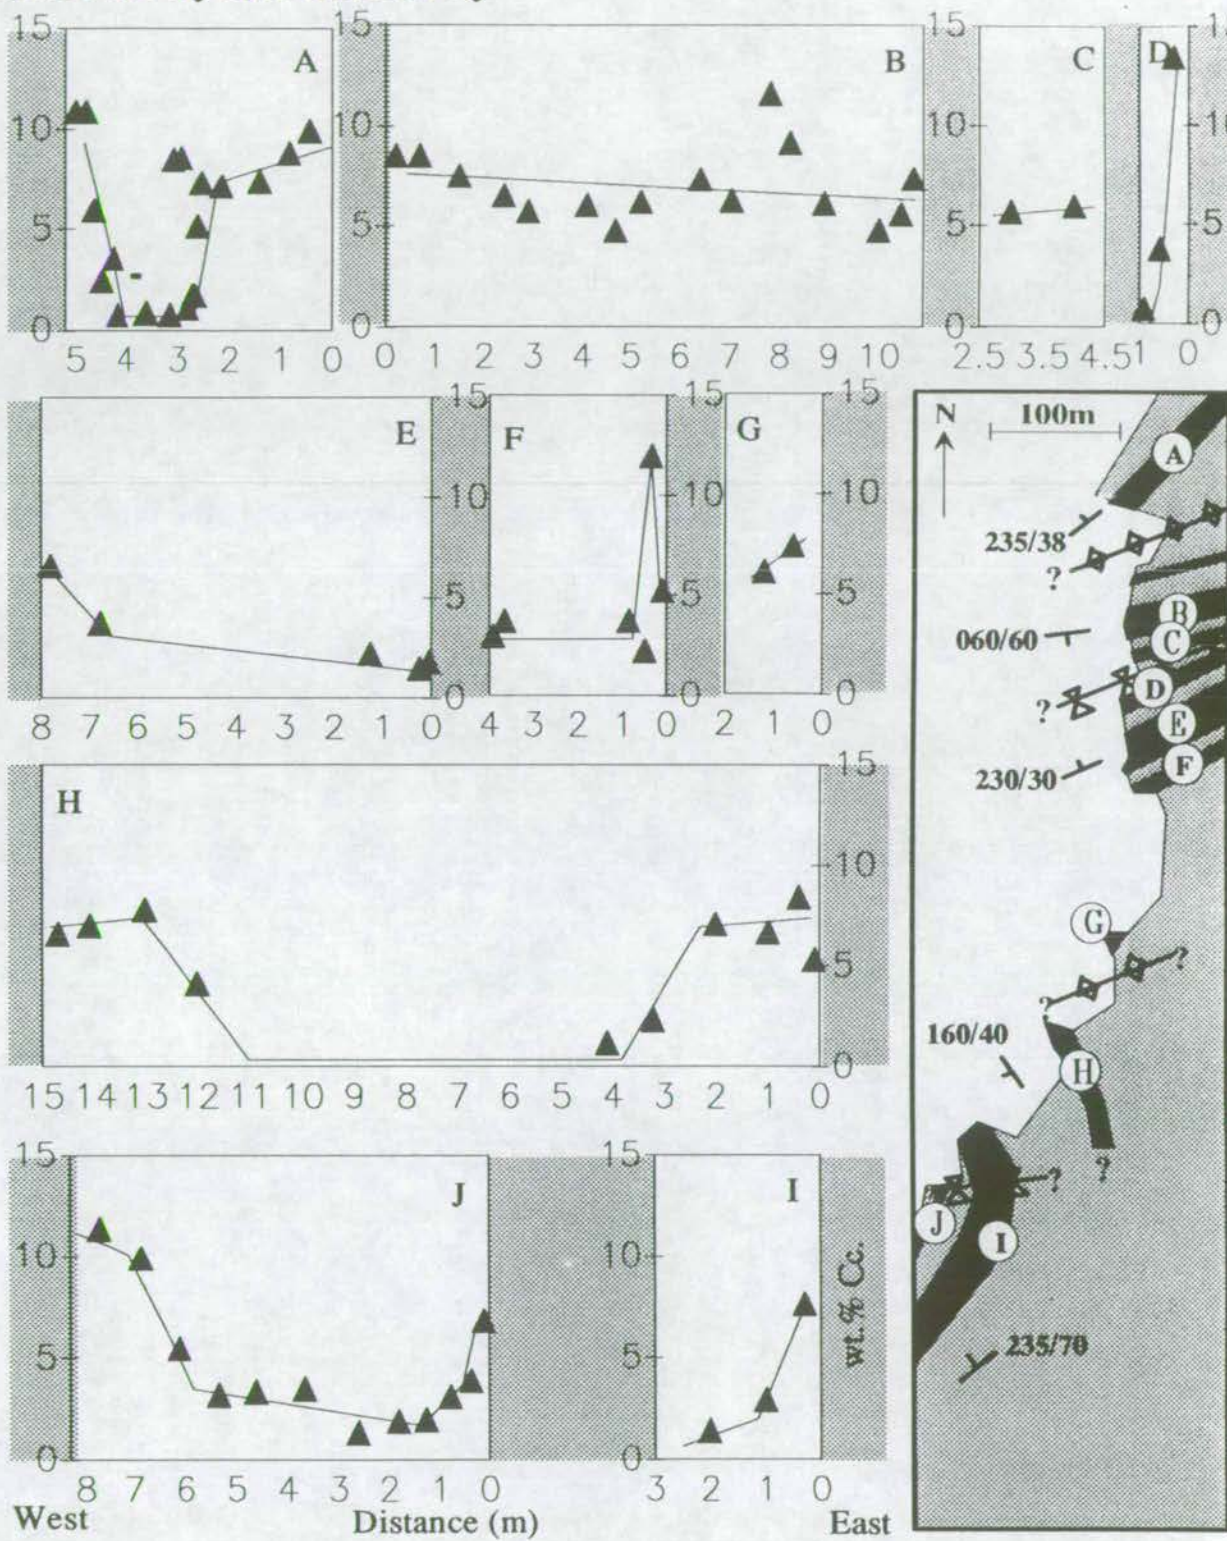 15 15 15 15
A B C D
10 10 10
5 5 5
0 0 0
5 4 3 2 1 0 0 1 2 3 4 5 6 7 8 9 10 2.5 3.5 4.5 1 0
15 15
E F G
10 10 10
5 5 5
0 0 0
8 7 6 5 4 3 2 1 0 4 3 2 1 0 2 1 0
15
H
10
5
0
15 14 13 12 11 10 9 8 7 6 5 4 3 2 1 0
15 15
J I
10 10
5 5
0 0
wt.% Cc.
8 7 6 5 4 3 2 1 0 3 2 1 0
West Distance (m) East
N 100m
A
235/38
?
B
060/60 C
D
?
E
230/30 F
G
?
?
160/40
H
?
?
J I
235/70